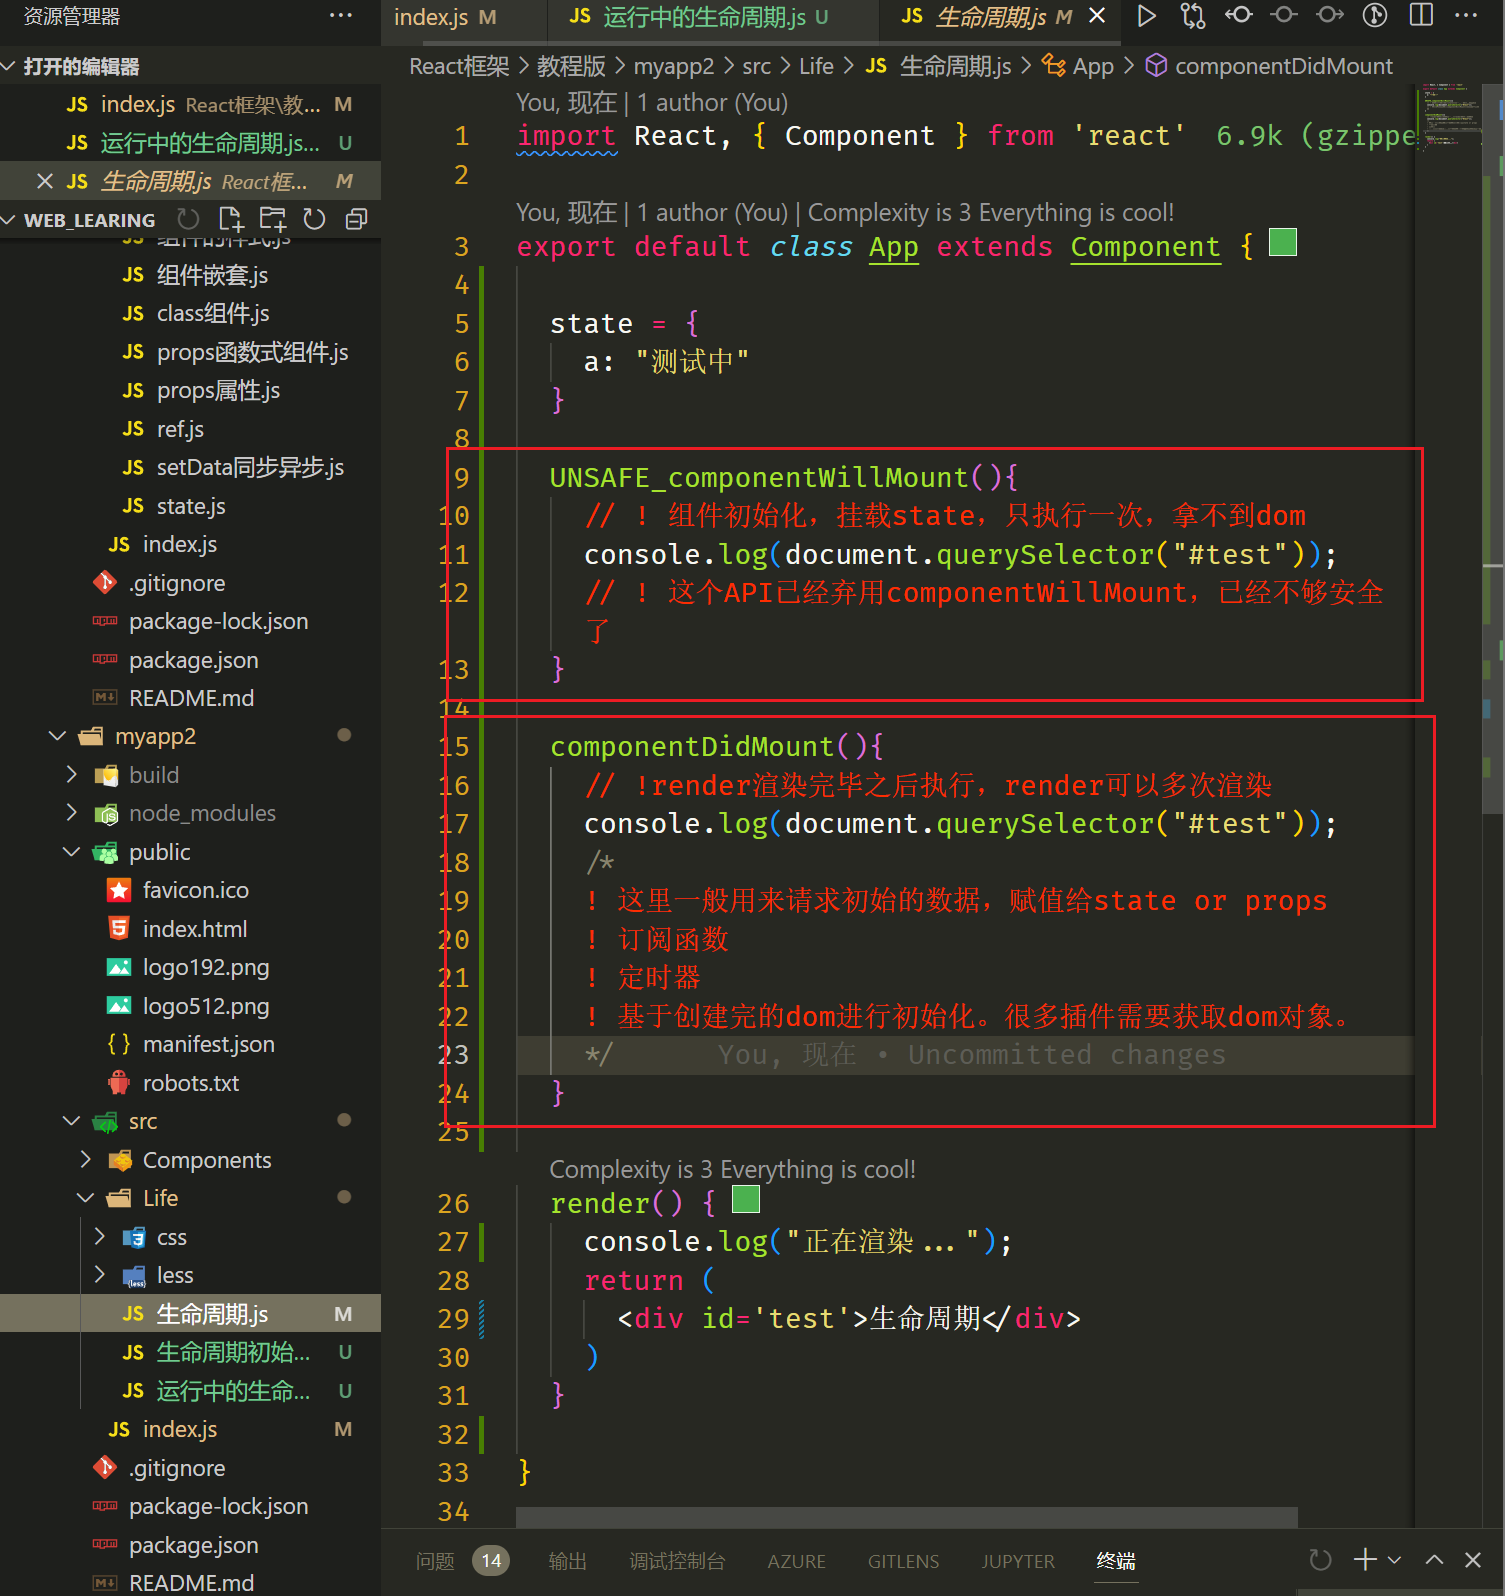 资源管理器
打开的编辑器
JS index.js React框架\教... M
JS 运行中的生命周期.js... U
JS 生命周期.js React框... M
WEB_LEARING
JS 组件的样式.js
JS 组件嵌套.js
JS class组件.js
JS props函数式组件.js
JS props属性.js
JS ref.js
JS setData同步异步.js
JS state.js
JS index.js
.gitignore
package-lock.json
package.json
README.md
myapp2
build
node_modules
public
favicon.ico
index.html
logo192.png
logo512.png
manifest.json
robots.txt
src
Components
Life
css
less
JS 生命周期.js M
JS 生命周期初始... U
JS 运行中的生命... U
JS index.js M
.gitignore
package-lock.json
package.json
README.md
index.js M JS 运行中的生命周期.js U JS 生命周期.js M
React框架 > 教程版 > myapp2 > src > Life > JS 生命周期.js > App > componentDidMount
You, 现在 | 1 author (You)
1 import React, { Component } from 'react' 6.9k (gzippe
2
You, 现在 | 1 author (You) | Complexity is 3 Everything is cool!
3 export default class App extends Component {
4
5 state = {
6 a: "测试中"
7 }
8
9 UNSAFE_componentWillMount(){
10 // ! 组件初始化，挂载state，只执行一次，拿不到dom
11 console.log(document.querySelector("#test"));
12 // ! 这个API已经弃用componentWillMount，已经不够安全
了
13 }
14
15 componentDidMount(){
16 // !render渲染完毕之后执行，render可以多次渲染
17 console.log(document.querySelector("#test"));
18 /*
19 ! 这里一般用来请求初始的数据，赋值给state or props
20 ! 订阅函数
21 ! 定时器
22 ! 基于创建完的dom进行初始化。很多插件需要获取dom对象。
23 */ You, 现在 • Uncommitted changes
24 }
25
Complexity is 3 Everything is cool!
26 render() {
27 console.log("正在渲染...");
28 return (
29 <div id='test'>生命周期</div>
30 )
31 }
32
33 }
34
问题 14 输出 调试控制台 AZURE GITLENS JUPYTER 终端